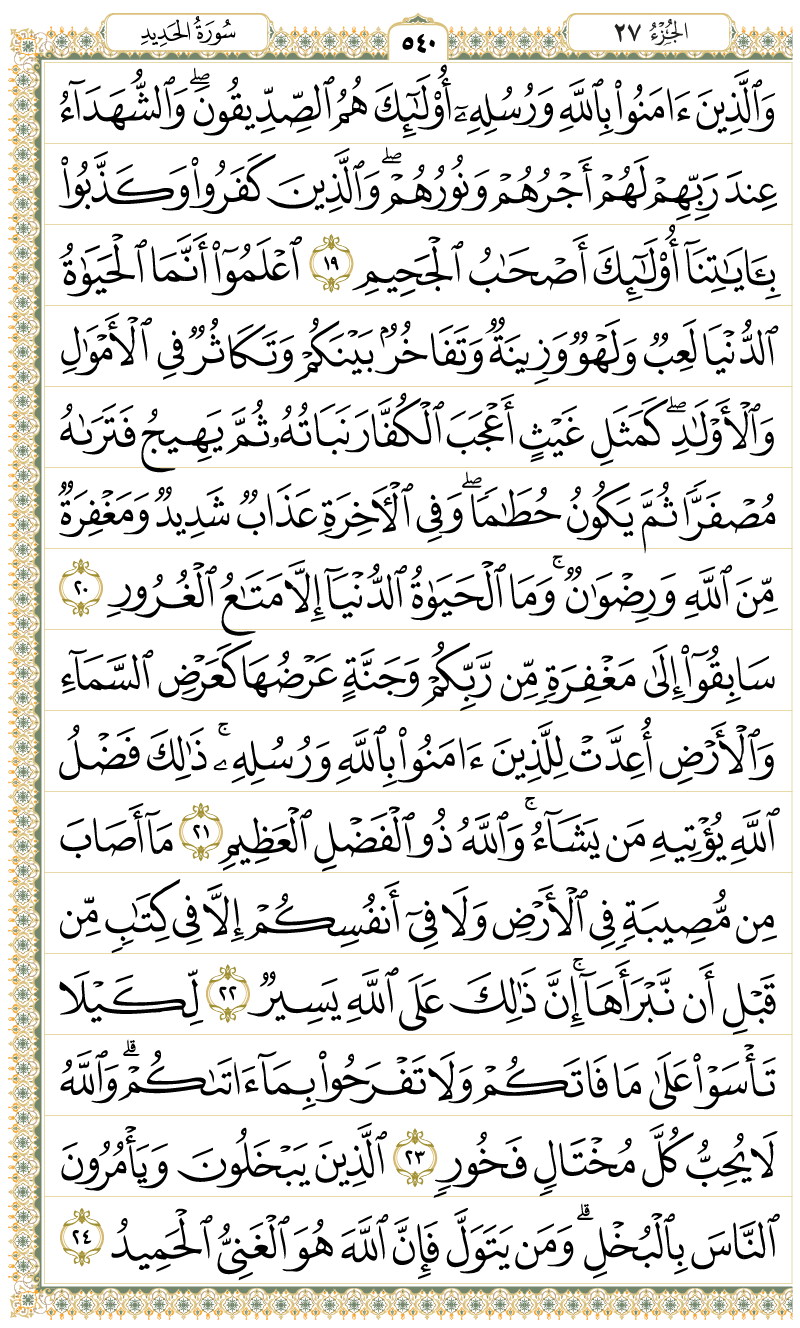 سُورَةُ الحَدِيدِ
٥٤٠
الجُزْءُ ٢٧
وَٱلَّذِينَ ءَامَنُوا۟ بِٱللَّهِ وَرُسُلِهِۦٓ أُو۟لَـٰٓئِكَ هُمُ ٱلصِّدِّيقُونَ ۖ وَٱلشُّهَدَآءُ
عِندَ رَبِّهِمْ لَهُمْ أَجْرُهُمْ وَنُورُهُمْ ۖ وَٱلَّذِينَ كَفَرُوا۟ وَكَذَّبُوا۟
بِـَٔايَـٰتِنَآ أُو۟لَـٰٓئِكَ أَصْحَـٰبُ ٱلْجَحِيمِ ١٩ ٱعْلَمُوٓا۟ أَنَّمَا ٱلْحَيَوٰةُ
ٱلدُّنْيَا لَعِبٌ وَلَهْوٌ وَزِينَةٌ وَتَفَاخُرٌۢ بَيْنَكُمْ وَتَكَاثُرٌ فِى ٱلْأَمْوَٰلِ
وَٱلْأَوْلَـٰدِ ۖ كَمَثَلِ غَيْثٍ أَعْجَبَ ٱلْكُفَّارَ نَبَاتُهُۥ ثُمَّ يَهِيجُ فَتَرَىٰهُ
مُصْفَرًّا ثُمَّ يَكُونُ حُطَـٰمًا ۖ وَفِى ٱلْـَٔاخِرَةِ عَذَابٌ شَدِيدٌ وَمَغْفِرَةٌ
مِّنَ ٱللَّهِ وَرِضْوَٰنٌ ۚ وَمَا ٱلْحَيَوٰةُ ٱلدُّنْيَآ إِلَّا مَتَـٰعُ ٱلْغُرُورِ ٢٠
سَابِقُوٓا۟ إِلَىٰ مَغْفِرَةٍ مِّن رَّبِّكُمْ وَجَنَّةٍ عَرْضُهَا كَعَرْضِ ٱلسَّمَآءِ
وَٱلْأَرْضِ أُعِدَّتْ لِلَّذِينَ ءَامَنُوا۟ بِٱللَّهِ وَرُسُلِهِۦ ۚ ذَٰلِكَ فَضْلُ
ٱللَّهِ يُؤْتِيهِ مَن يَشَآءُ ۚ وَٱللَّهُ ذُو ٱلْفَضْلِ ٱلْعَظِيمِ ٢١ مَآ أَصَابَ
مِن مُّصِيبَةٍ فِى ٱلْأَرْضِ وَلَا فِىٓ أَنفُسِكُمْ إِلَّا فِى كِتَـٰبٍ مِّن
قَبْلِ أَن نَّبْرَأَهَآ ۚ إِنَّ ذَٰلِكَ عَلَى ٱللَّهِ يَسِيرٌ ٢٢ لِّكَيْلَا
تَأْسَوْا۟ عَلَىٰ مَا فَاتَكُمْ وَلَا تَفْرَحُوا۟ بِمَآ ءَاتَىٰكُمْ ۗ وَٱللَّهُ
لَا يُحِبُّ كُلَّ مُخْتَالٍ فَخُورٍ ٢٣ ٱلَّذِينَ يَبْخَلُونَ وَيَأْمُرُونَ
ٱلنَّاسَ بِٱلْبُخْلِ ۗ وَمَن يَتَوَلَّ فَإِنَّ ٱللَّهَ هُوَ ٱلْغَنِىُّ ٱلْحَمِيدُ ٢٤